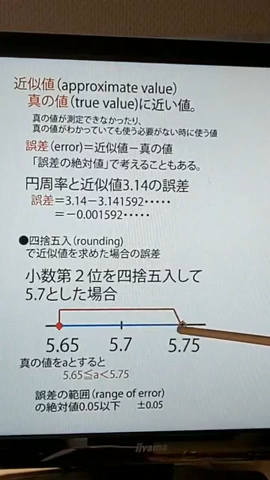 近似値(approximate value)
真の値(true value)に近い値。
真の値が測定できなかったり、
真の値がわかっていても使う必要がない時に使う値
誤差(error)=近似値−真の値
「誤差の絶対値」で考えることもある。
円周率と近似値3.14の誤差
誤差=3.14−3.141592・・・・・
=−0.001592・・・・・
●四捨五入(rounding)
で近似値を求めた場合の誤差
小数第2位を四捨五入して
5.7とした場合
5.65 5.7 5.75
真の値をaとすると
5.65≦a<5.75
誤差の範囲(range of error)
の絶対値0.05以下 ±0.05
iiyama